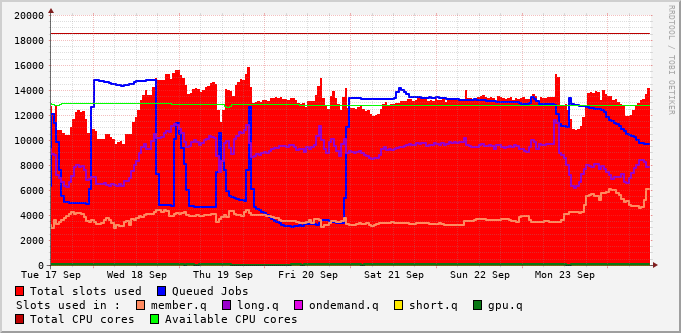 RRDTOOL / TOBI OETIKER
20000
18000
16000
14000
12000
10000
8000
6000
4000
2000
0
Tue 17 Sep Wed 18 Sep Thu 19 Sep Fri 20 Sep Sat 21 Sep Sun 22 Sep Mon 23 Sep
Total slots used Queued Jobs
Slots used in : member.q long.q ondemand.q short.q gpu.q
Total CPU cores Available CPU cores